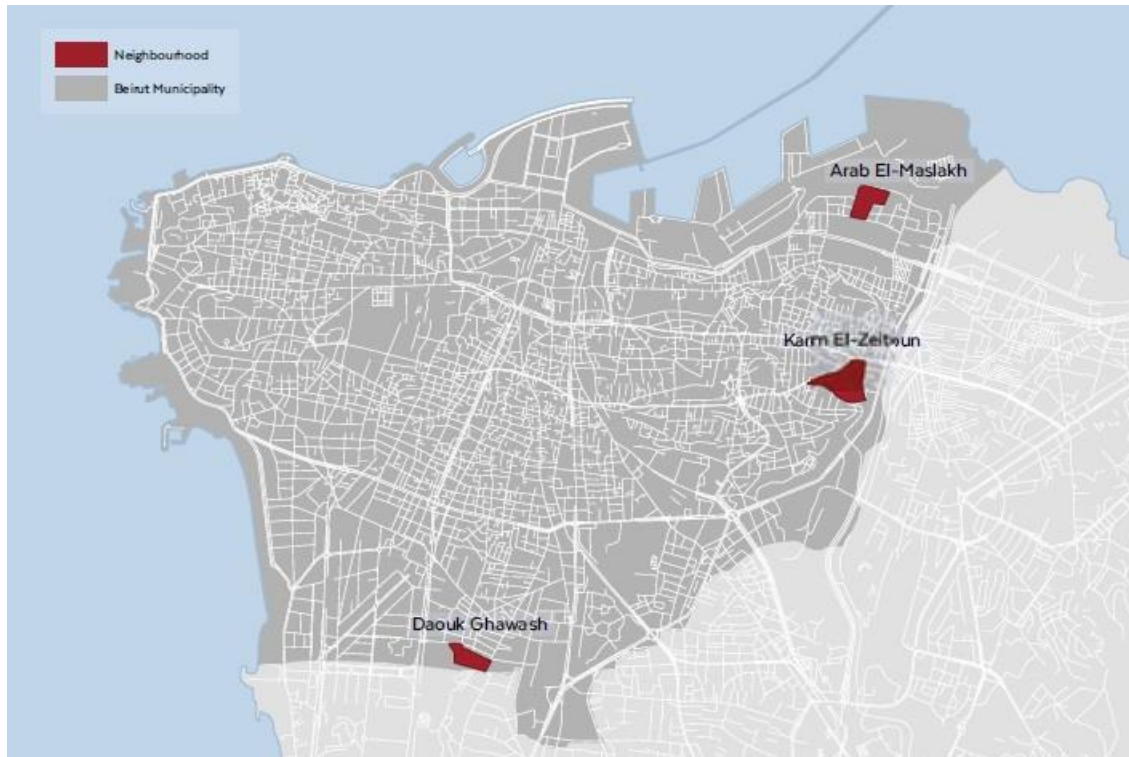 Neighbourhood
Beirut Municipality
Arab El-Maslakh
Karm El-Zeitoun
Daouk Ghawash